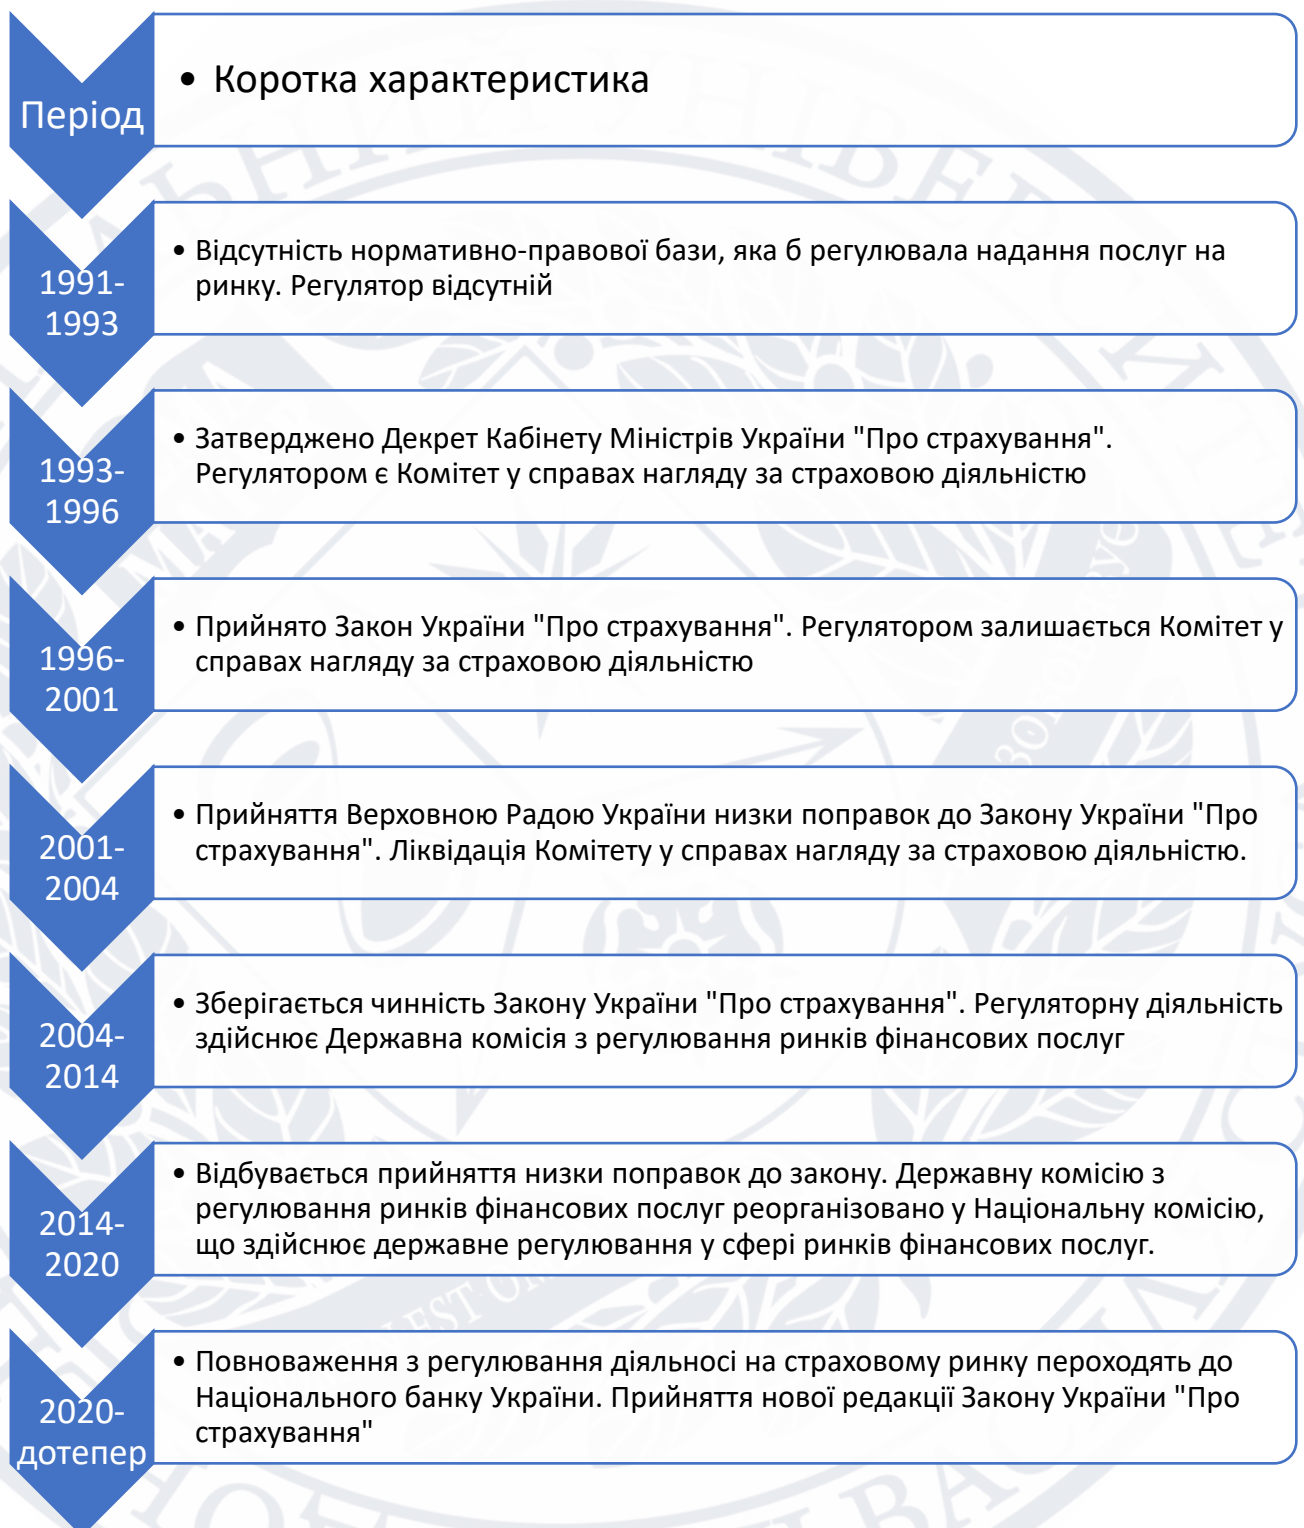 Період
• Коротка характеристика
1991-
1993
• Відсутність нормативно-правової бази, яка б регулювала надання послуг на
ринку. Регулятор відсутній
1993-
1996
• Затверджено Декрет Кабінету Міністрів України "Про страхування".
Регулятором є Комітет у справах нагляду за страховою діяльністю
1996-
2001
• Прийнято Закон України "Про страхування". Регулятором залишається Комітет у
справах нагляду за страховою діяльністю
2001-
2004
• Прийняття Верховною Радою України низки поправок до Закону України "Про
страхування". Ліквідація Комітету у справах нагляду за страховою діяльністю.
2004-
2014
• Зберігається чинність Закону України "Про страхування". Регуляторну діяльність
здійснює Державна комісія з регулювання ринків фінансових послуг
2014-
2020
• Відбувається прийняття низки поправок до закону. Державну комісію з
регулювання ринків фінансових послуг реорганізовано у Національну комісію,
що здійснює державне регулювання у сфері ринків фінансових послуг.
2020-
дотепер
• Повноваження з регулювання діяльносі на страховому ринку пероходять до
Національного банку України. Прийняття нової редакції Закону України "Про
страхування"